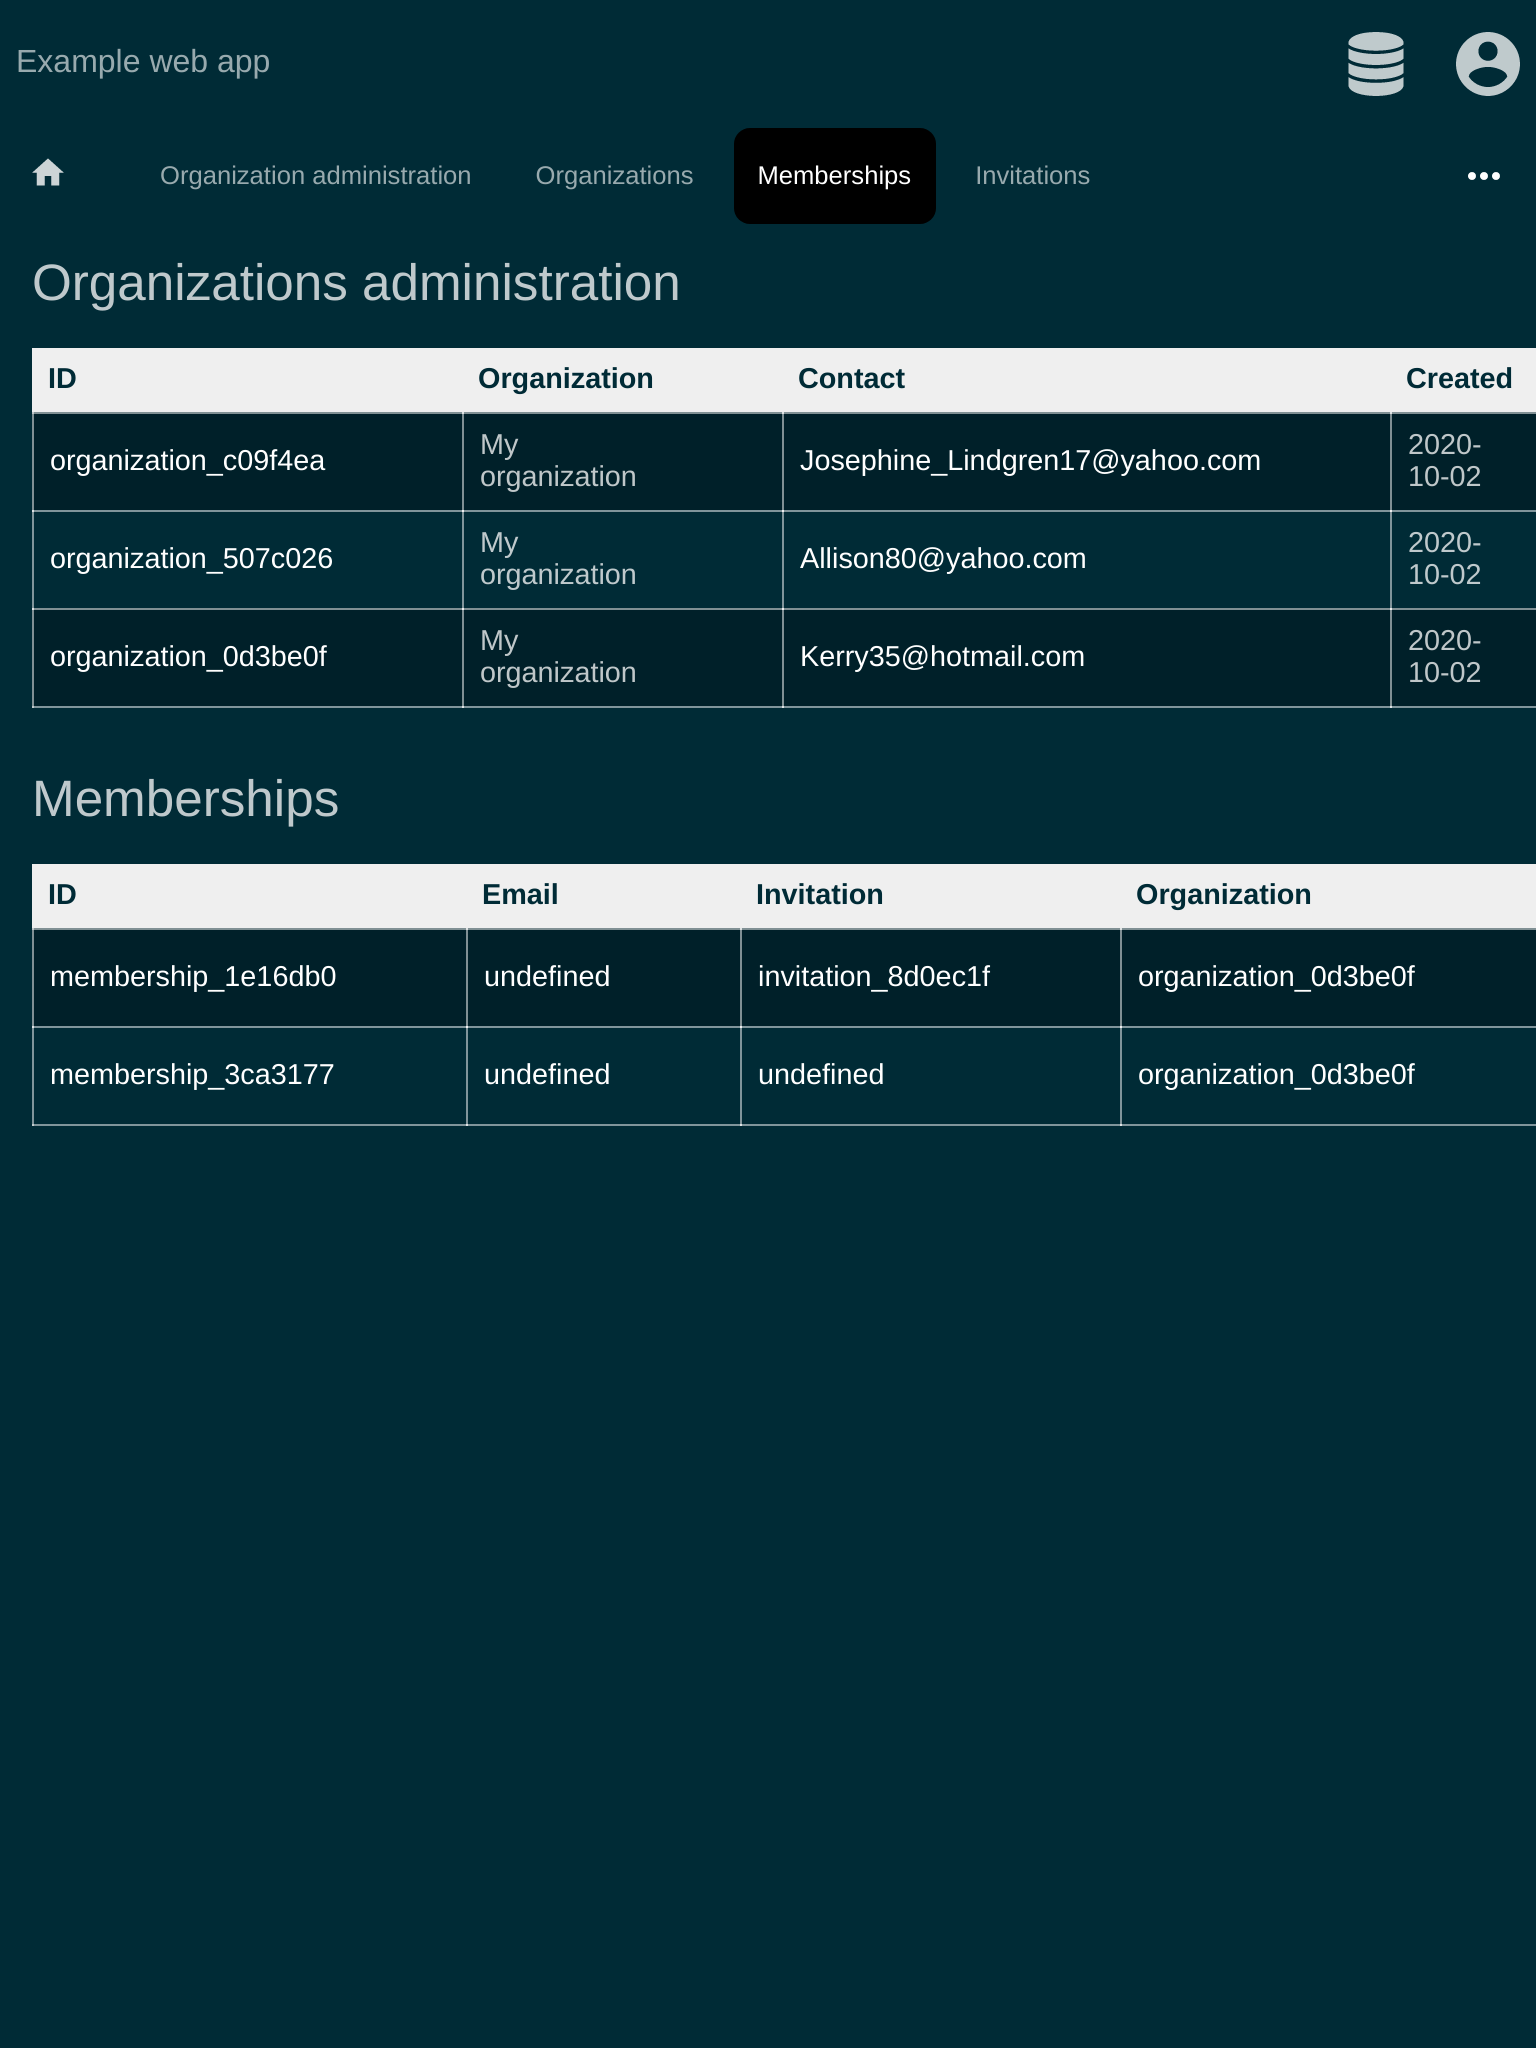 Example web app
Organization administration Organizations Memberships Invitations
Organizations administration
ID Organization Contact Created
organization_c09f4ea My organization Josephine_Lindgren17@yahoo.com 2020-10-02
organization_507c026 My organization Allison80@yahoo.com 2020-10-02
organization_0d3be0f My organization Kerry35@hotmail.com 2020-10-02
Memberships
ID Email Invitation Organization
membership_1e16db0 undefined invitation_8d0ec1f organization_0d3be0f
membership_3ca3177 undefined undefined organization_0d3be0f